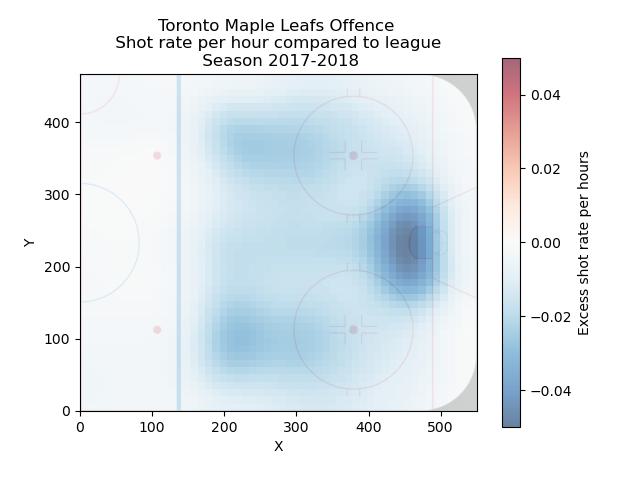 Toronto Maple Leafs Offence
Shot rate per hour compared to league
Season 2017-2018
400
300
200
100
0
Y
0 100 200 300 400 500
X
0.04
0.02
0.00
−0.02
−0.04
Excess shot rate per hours